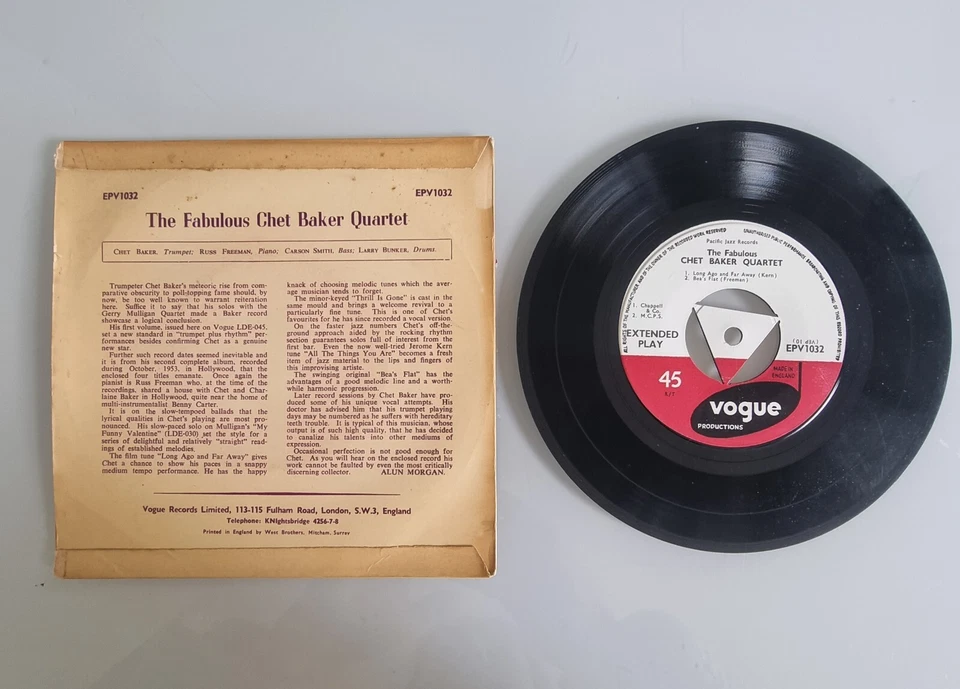 EPV1032 EPV1032
The Fabulous Chet Baker Quartet
CHET BAKER, Trumpet; RUSS FREEMAN, Piano; CARSON SMITH, Bass; LARRY BUNKER, Drums.
Trumpeter Chet Baker's meteoric rise from com-
parative obscurity to poll-topping fame should, by
now, be too well known to warrant reiteration
here. Suffice it to say that his solos with the
Gerry Mulligan Quartet made a Baker record
showcase a logical conclusion.
His first volume, issued here on Vogue LDE-045,
set a new standard in "trumpet plus rhythm" per-
formances besides confirming Chet as a genuine
new star.
Further such record dates seemed inevitable and
it is from his second complete album, recorded
during October, 1953, in Hollywood, that the
enclosed four titles emanate. Once again the
pianist is Russ Freeman who, at the time of the
recordings, shared a house with Chet and Char-
laine Baker in Hollywood, quite near the home of
multi-instrumentalist Benny Carter.
It is on the slow-tempoed ballads that the
lyrical qualities in Chet's playing are most pro-
nounced. His slow-paced solo on Mulligan's "My
Funny Valentine" (LDE-030) set the style for a
series of delightful and relatively "straight" read-
ings of established melodies.
The film tune "Long Ago and Far Away" gives
Chet a chance to show his paces in a snappy
medium tempo performance. He has the happy
knack of choosing melodic tunes which the aver-
age musician tends to forget.
The minor-keyed "Thrill Is Gone" is cast in the
same mould and brings a welcome revival to a
particularly fine tune. This is one of Chet's
favourites for he has since recorded a vocal version.
On the faster jazz numbers Chet's off-the-
ground approach aided by the rocking rhythm
section guarantees solos full of interest from the
first bar. Even the now well-tried Jerome Kern
tune "All The Things You Are" becomes a fresh
item of jazz material to the lips and fingers of
this improvising artiste.
The swinging original "Bea's Flat" has the
advantages of a good melodic line and a worth-
while harmonic progression.
Later record sessions by Chet Baker have pro-
duced some of his unique vocal attempts. His
doctor has advised him that his trumpet playing
days may be numbered as he suffers with hereditary
teeth trouble. It is typical of this musician, whose
output is of such high quality, that he has decided
to canalize his talents into other mediums of
expression.
Occasional perfection is not good enough for
Chet. As you will hear on the enclosed record his
work cannot be faulted by even the most critically
discerning collector. ALUN MORGAN.
Vogue Records Limited, 113-115 Fulham Road, London, S.W.3, England
Telephone: KNIghtsbridge 4256-7-8
Printed in England by West Brothers, Mitcham, Surrey
Pacific Jazz Records
The Fabulous
CHET BAKER QUARTET
1. Long Ago and Far Away (Kern)
2. Bea's Flat (Freeman)
1. Chappell
& Co.
2. M.C.P.S.
EXTENDED
PLAY
(VEP 10)
EPV1032
45
K/T
MADE IN
ENGLAND
vogue
PRODUCTIONS